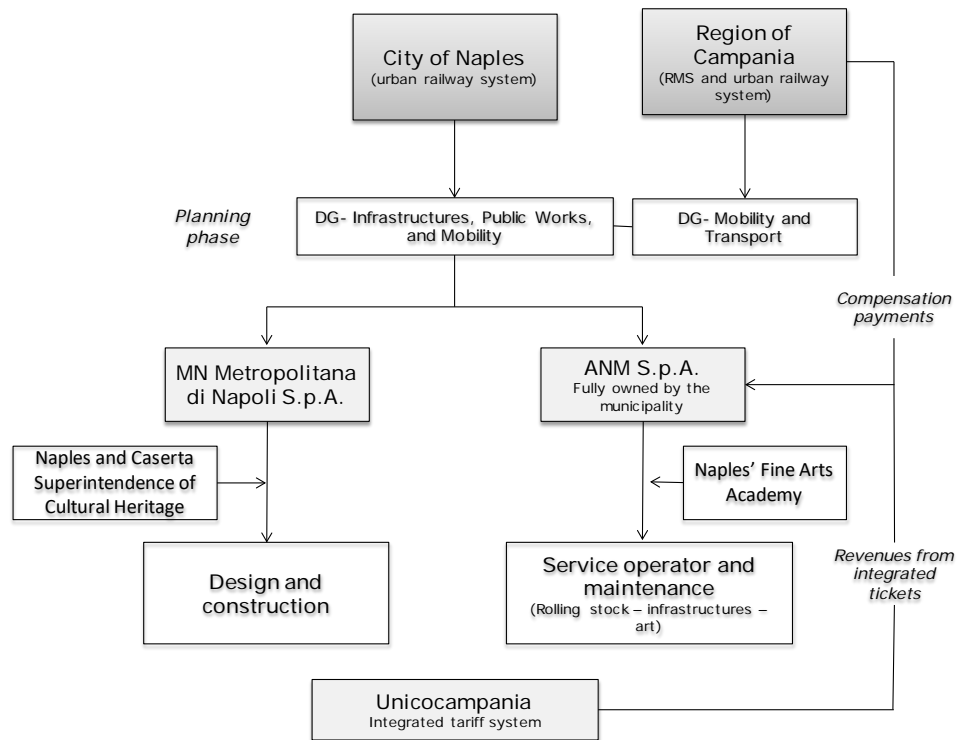 City of Naples
(urban railway system)
Region of
Campania
(RMS and urban railway
system)
Planning
phase
DG- Infrastructures, Public Works,
and Mobility
DG- Mobility and
Transport
Compensation
payments
MN Metropolitana
di Napoli S.p.A.
ANM S.p.A.
Fully owned by the
municipality
Naples and Caserta
Superintendence of
Cultural Heritage
Naples’ Fine Arts
Academy
Design and
construction
Service operator and
maintenance
(Rolling stock – infrastructures –
art)
Revenues from
integrated
tickets
Unicocampania
Integrated tariff system